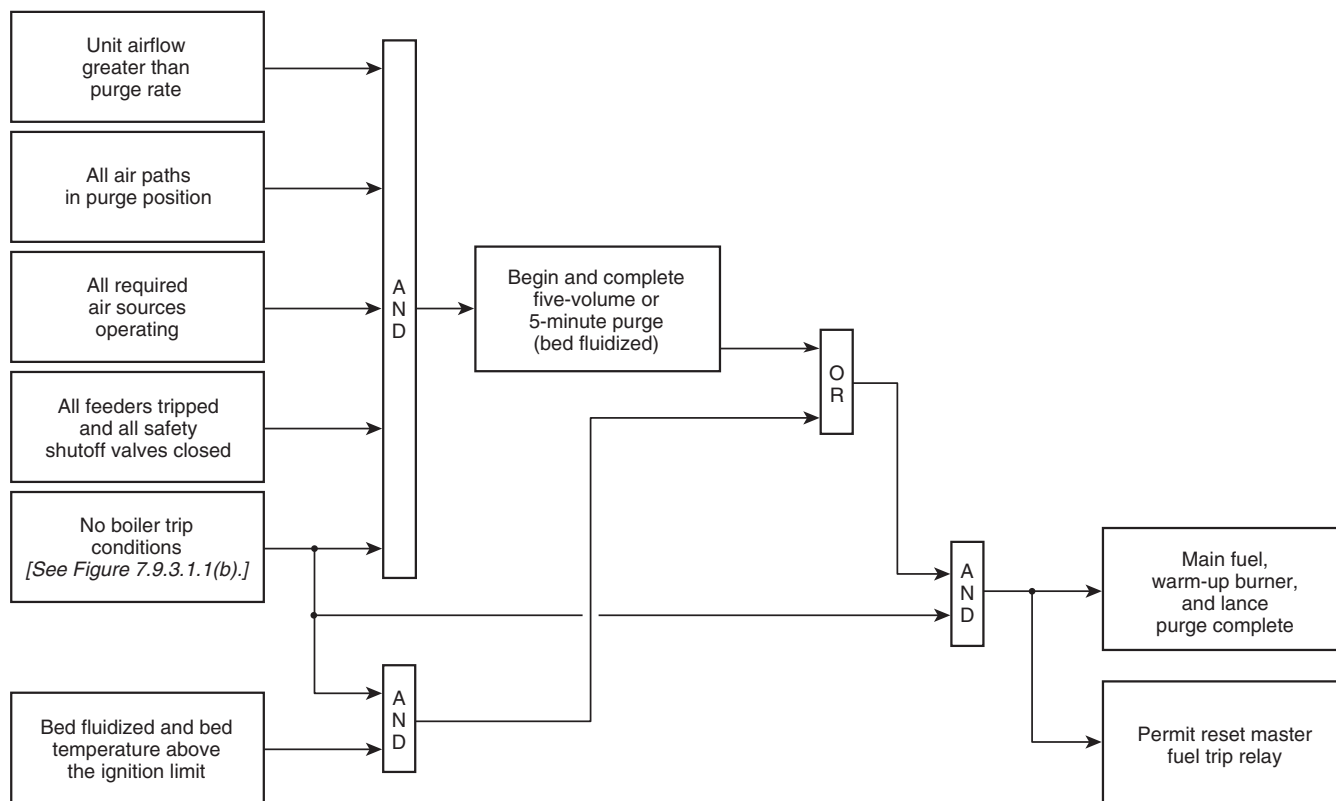 Unit airflow
greater than
purge rate
All air paths
in purge position
All required
air sources
operating
All feeders tripped
and all safety
shutoff valves closed
No boiler trip
conditions
[See Figure 7.9.3.1.1(b).]
Bed fluidized and bed
temperature above
the ignition limit
A
N
D
A
N
D
Begin and complete
five-volume or
5-minute purge
(bed fluidized)
O
R
A
N
D
Main fuel,
warm-up burner,
and lance
purge complete
Permit reset master
fuel trip relay